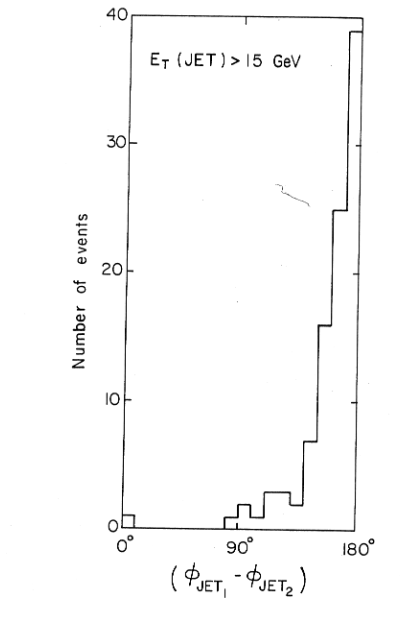 40
E_T (JET) > 15 GeV
30
20
10
0
Number of events
0° 90° 180°
(ϕ_JET₁ - ϕ_JET₂)